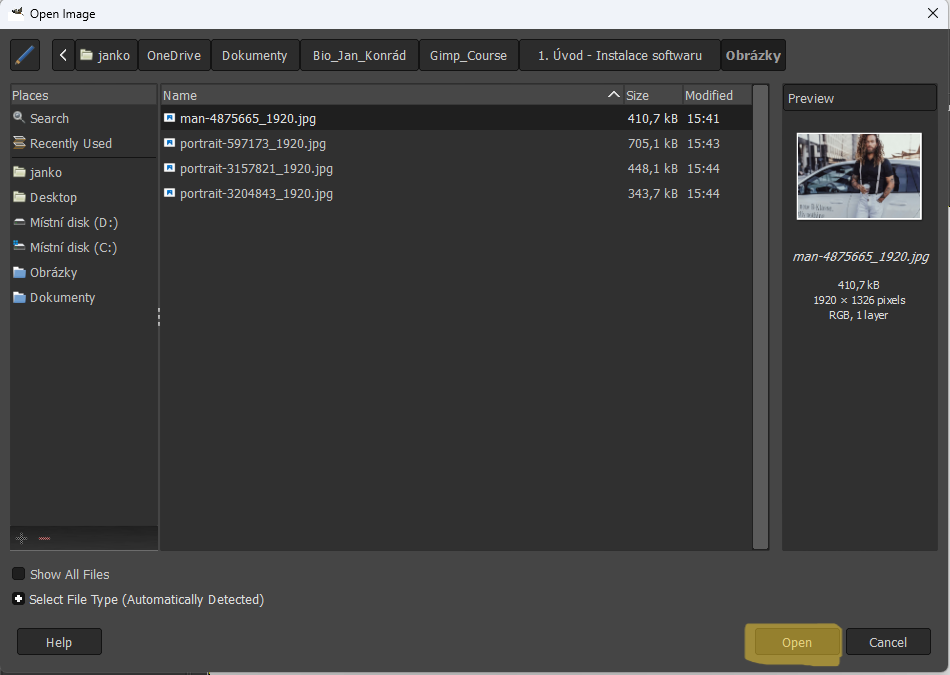 Open Image
janko OneDrive Dokumenty Bio_Jan_Konrád Gimp_Course 1. Úvod - Instalace softwaru Obrázky
Places
Search
Recently Used
janko
Desktop
Místní disk (D:)
Místní disk (C:)
Obrázky
Dokumenty
Name Size Modified
man-4875665_1920.jpg 410,7 kB 15:41
portrait-597173_1920.jpg 705,1 kB 15:43
portrait-3157821_1920.jpg 448,1 kB 15:44
portrait-3204843_1920.jpg 343,7 kB 15:44
Preview
man-4875665_1920.jpg
410,7 kB
1920 × 1326 pixels
RGB, 1 layer
Show All Files
Select File Type (Automatically Detected)
Help Open Cancel